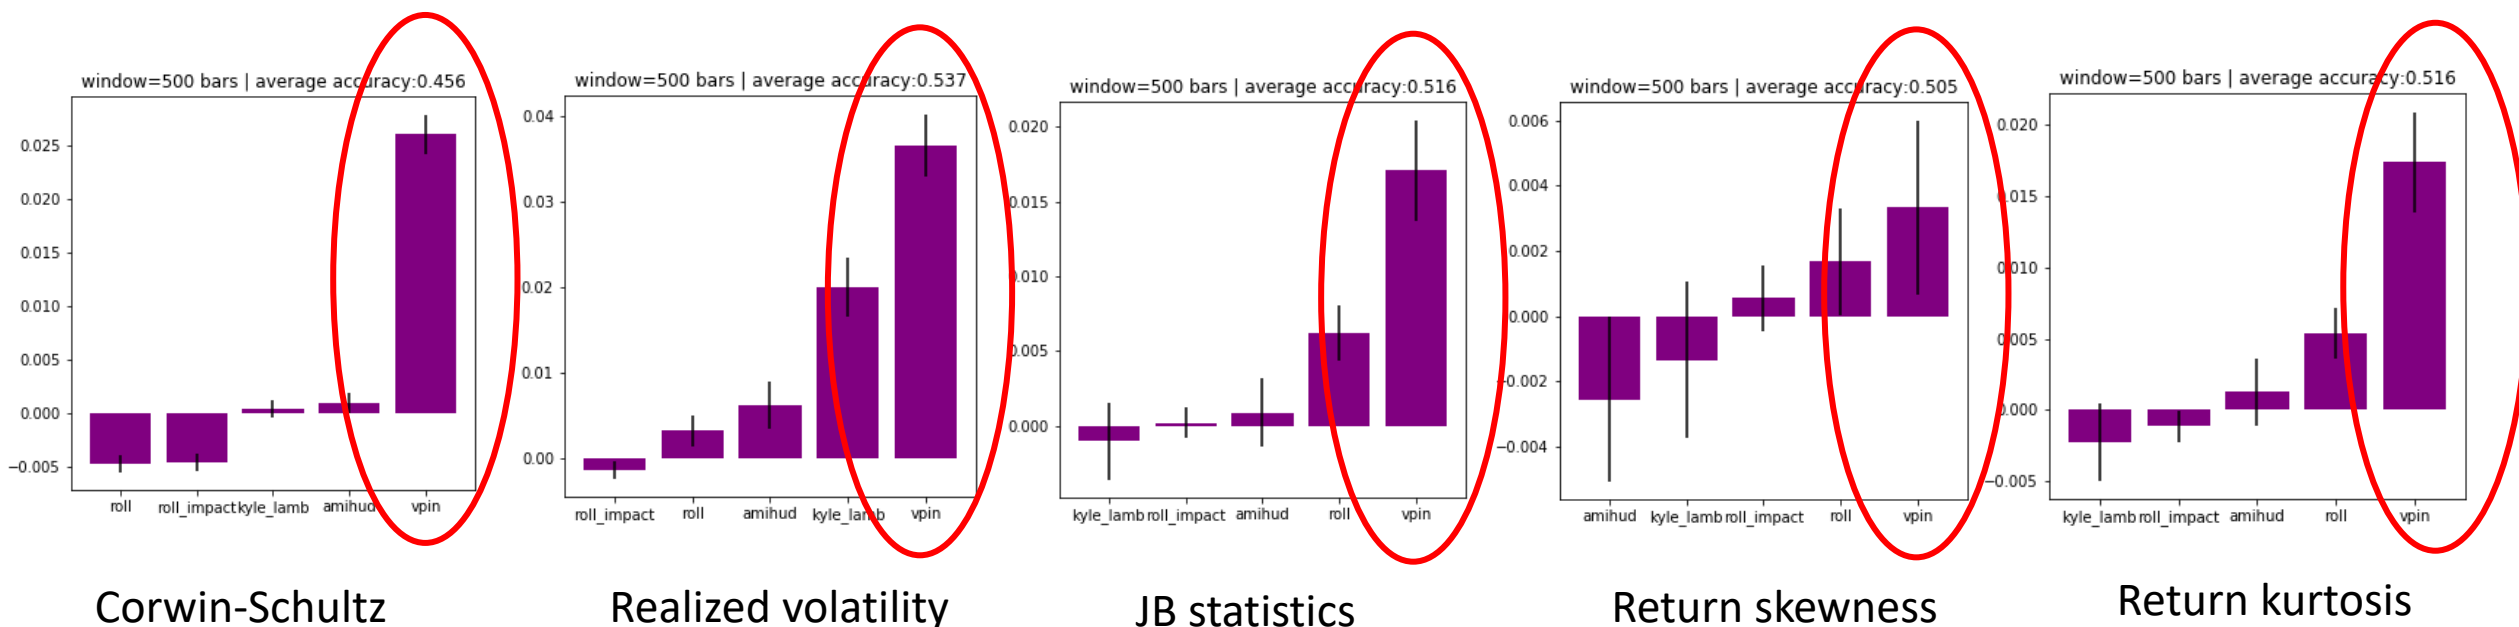 window=500 bars | average accuracy:0.456
0.025
0.020
0.015
0.010
0.005
0.000
−0.005
roll roll_impact kyle_lamb amihud vpin
Corwin-Schultz
window=500 bars | average accuracy:0.537
0.04
0.03
0.02
0.01
0.00
roll_impact roll amihud kyle_lamb vpin
Realized volatility
window=500 bars | average accuracy:0.516
0.020
0.015
0.010
0.005
0.000
kyle_lamb roll_impact amihud roll vpin
JB statistics
window=500 bars | average accuracy:0.505
0.006
0.004
0.002
0.000
−0.002
−0.004
amihud kyle_lamb roll_impact roll vpin
Return skewness
window=500 bars | average accuracy:0.516
0.020
0.015
0.010
0.005
0.000
−0.005
kyle_lamb roll_impact amihud roll vpin
Return kurtosis